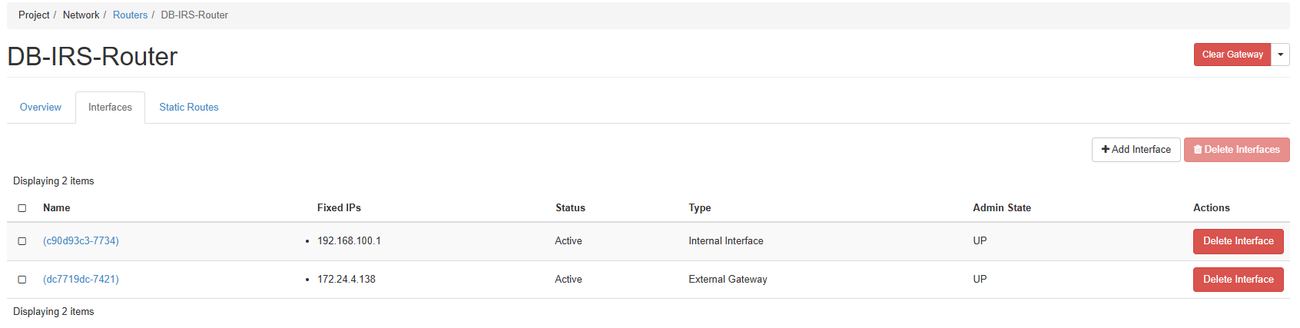 Project / Network / Routers / DB-IRS-Router
DB-IRS-Router
Clear Gateway
Overview Interfaces Static Routes
Add Interface Delete Interfaces
Displaying 2 items
Name Fixed IPs Status Type Admin State Actions
(c90d93c3-7734) • 192.168.100.1 Active Internal Interface UP Delete Interface
(dc7719dc-7421) • 172.24.4.138 Active External Gateway UP Delete Interface
Displaying 2 items